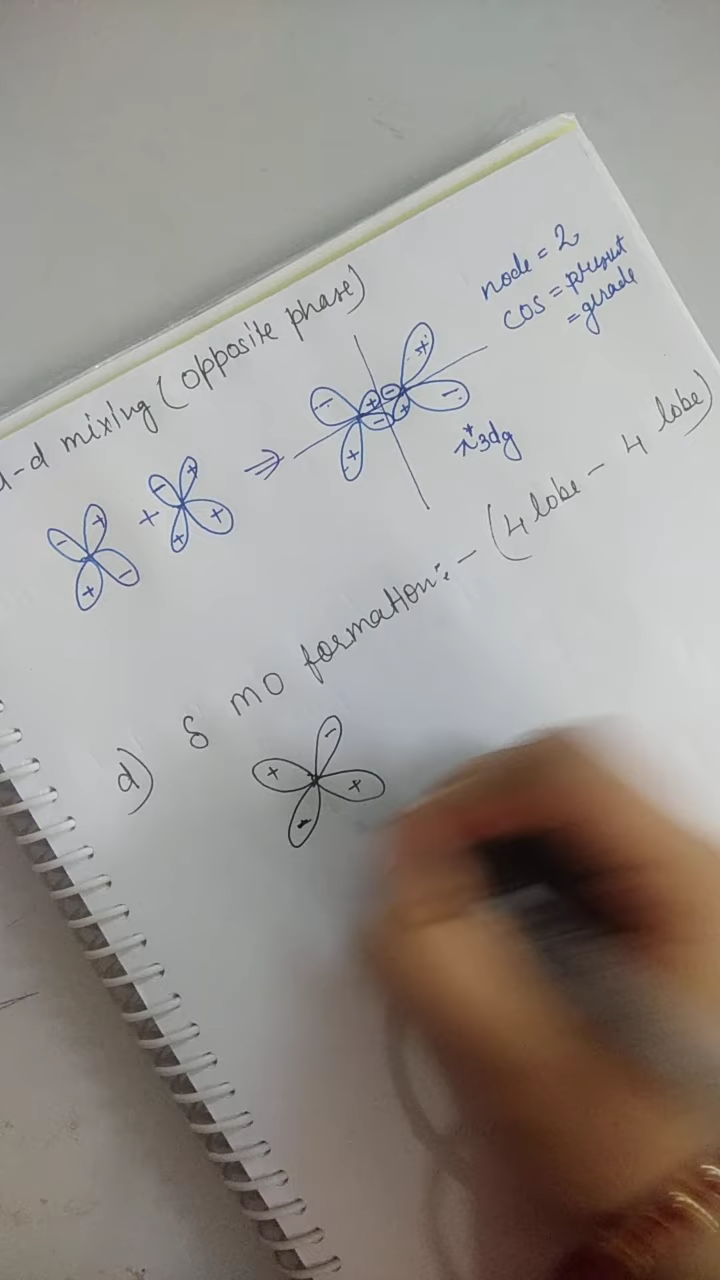 d-d mixing (opposite phase)
node = 2
cos = present
= gerade
- + + -
+ 
- + + -
⇒
- + - + - + + -
π*3dg
d) δ MO formation:- (4 lobe - 4 lobe)
+ - + -